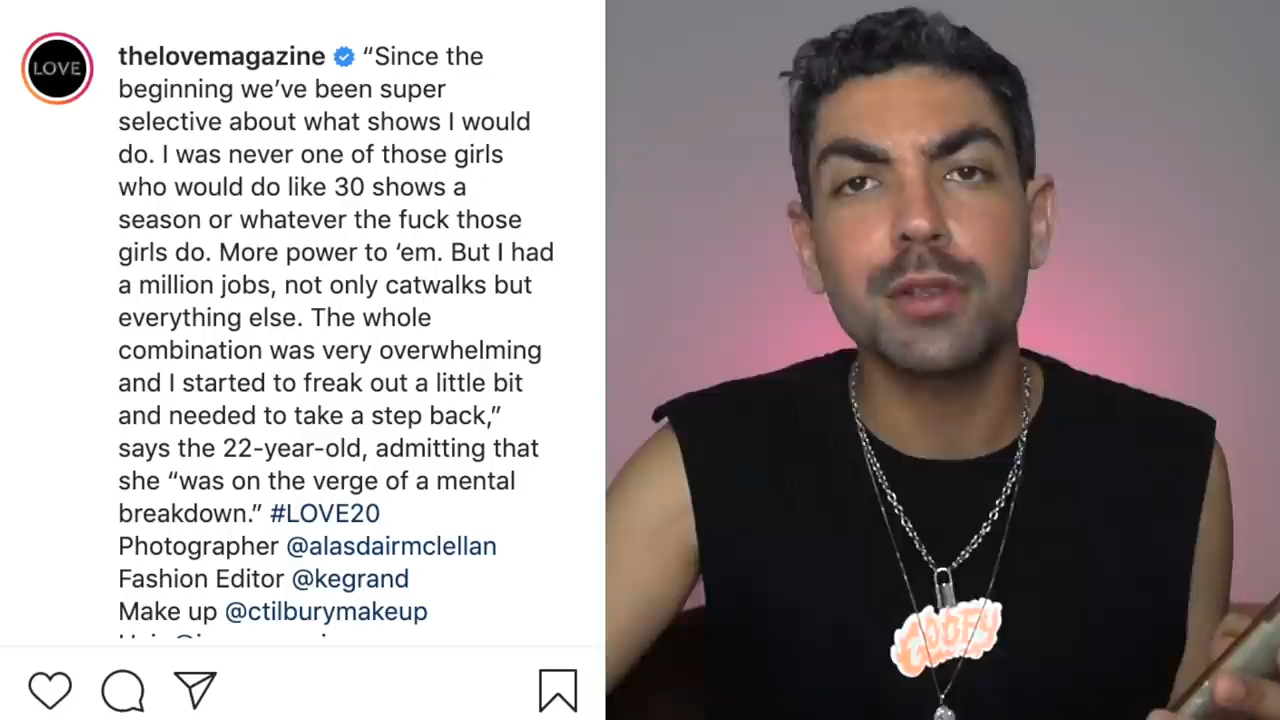 LOVE
thelovemagazine “Since the
beginning we’ve been super
selective about what shows I would
do. I was never one of those girls
who would do like 30 shows a
season or whatever the fuck those
girls do. More power to ‘em. But I had
a million jobs, not only catwalks but
everything else. The whole
combination was very overwhelming
and I started to freak out a little bit
and needed to take a step back,”
says the 22-year-old, admitting that
she “was on the verge of a mental
breakdown.” #LOVE20
Photographer @alasdairmclellan
Fashion Editor @kegrand
Make up @ctilburymakeup
GOOFY